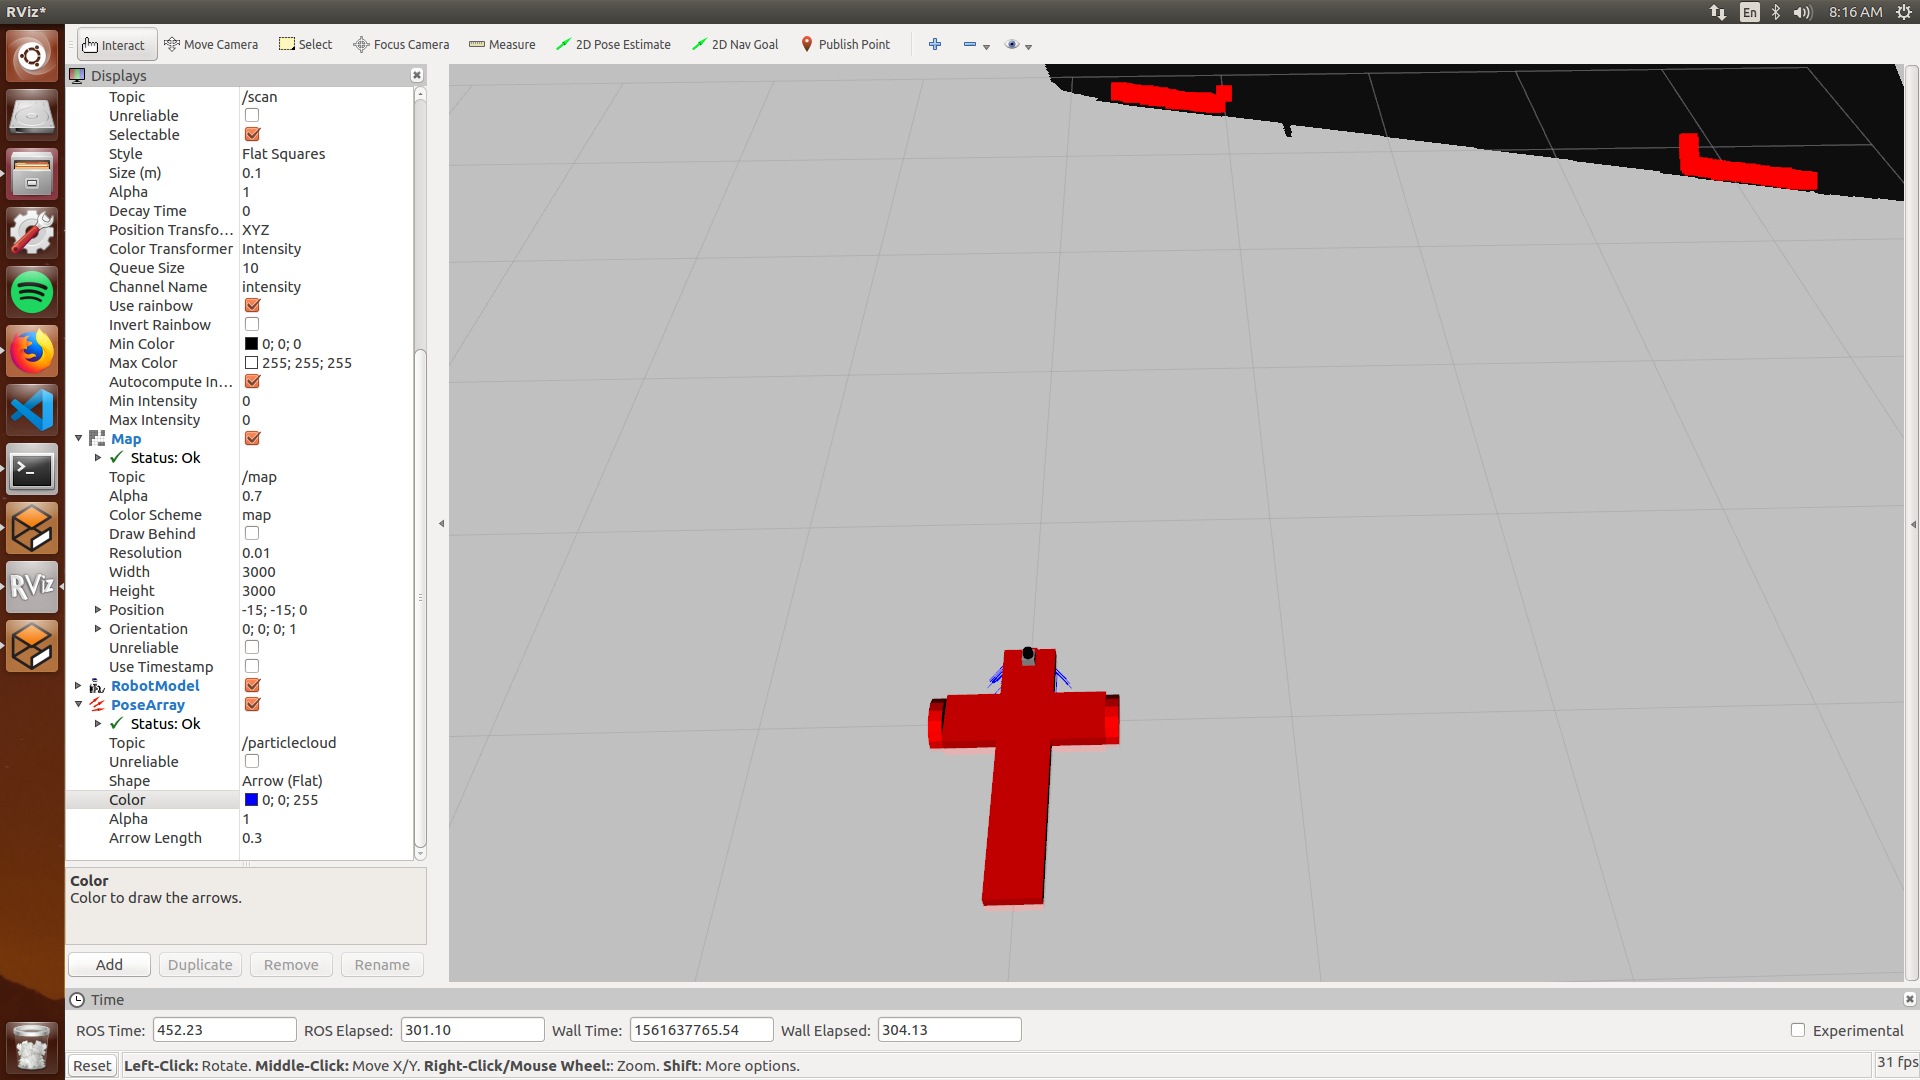 RViz*
En
8:16 AM
Interact
Move Camera
Select
Focus Camera
Measure
2D Pose Estimate
2D Nav Goal
Publish Point
Displays
Topic /scan
Unreliable
Selectable
Style Flat Squares
Size (m) 0.1
Alpha 1
Decay Time 0
Position Transfo... XYZ
Color Transformer Intensity
Queue Size 10
Channel Name intensity
Use rainbow
Invert Rainbow
Min Color 0; 0; 0
Max Color 255; 255; 255
Autocompute In...
Min Intensity 0
Max Intensity 0
Map
Status: Ok
Topic /map
Alpha 0.7
Color Scheme map
Draw Behind
Resolution 0.01
Width 3000
Height 3000
Position -15; -15; 0
Orientation 0; 0; 0; 1
Unreliable
Use Timestamp
RobotModel
PoseArray
Status: Ok
Topic /particlecloud
Unreliable
Shape Arrow (Flat)
Color 0; 0; 255
Alpha 1
Arrow Length 0.3
Color
Color to draw the arrows.
Add Duplicate Remove Rename
RViz
Time
ROS Time: 452.23 ROS Elapsed: 301.10 Wall Time: 1561637765.54 Wall Elapsed: 304.13 Experimental
Reset Left-Click: Rotate. Middle-Click: Move X/Y. Right-Click/Mouse Wheel:: Zoom. Shift: More options. 31 fps